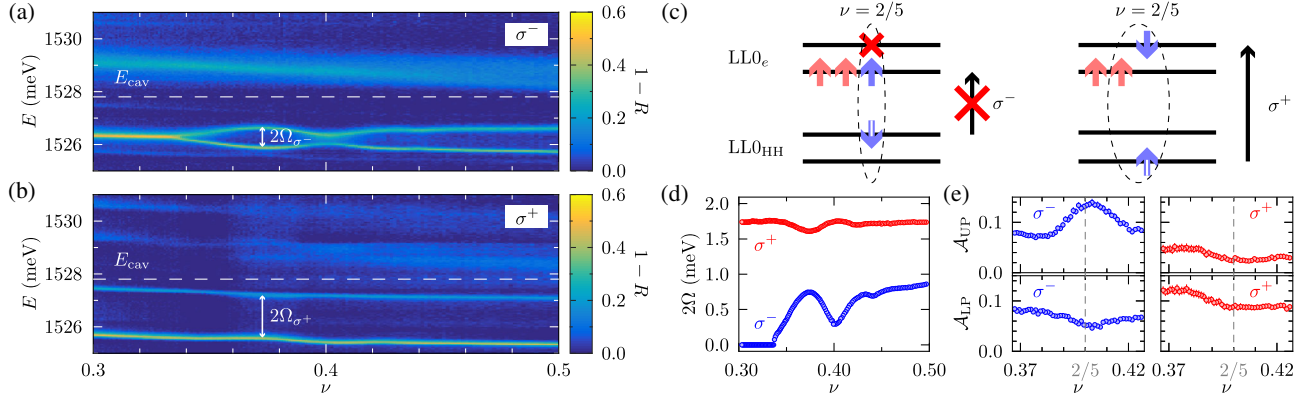 (a)
E (meV)
1530
1528
1526
σ⁻
E_cav
2Ω_σ⁻
0.6
0.4
0.2
0.0
1 − R
(b)
E (meV)
1530
1528
1526
σ⁺
E_cav
2Ω_σ⁺
0.6
0.4
0.2
0.0
1 − R
0.3 0.4 0.5
ν
(c)
ν = 2/5 ν = 2/5
LL0_e
LL0_HH
σ⁻
σ⁺
(d)
2Ω (meV)
2.0
1.5
1.0
0.5
0.0
σ⁺
σ⁻
0.30 0.40 0.50
ν
(e)
𝒜_UP
0.1
0.0
σ⁻ σ⁺
𝒜_LP
0.1
0.0
σ⁻ σ⁺
0.37 2/5 0.42 0.37 2/5 0.42
ν ν